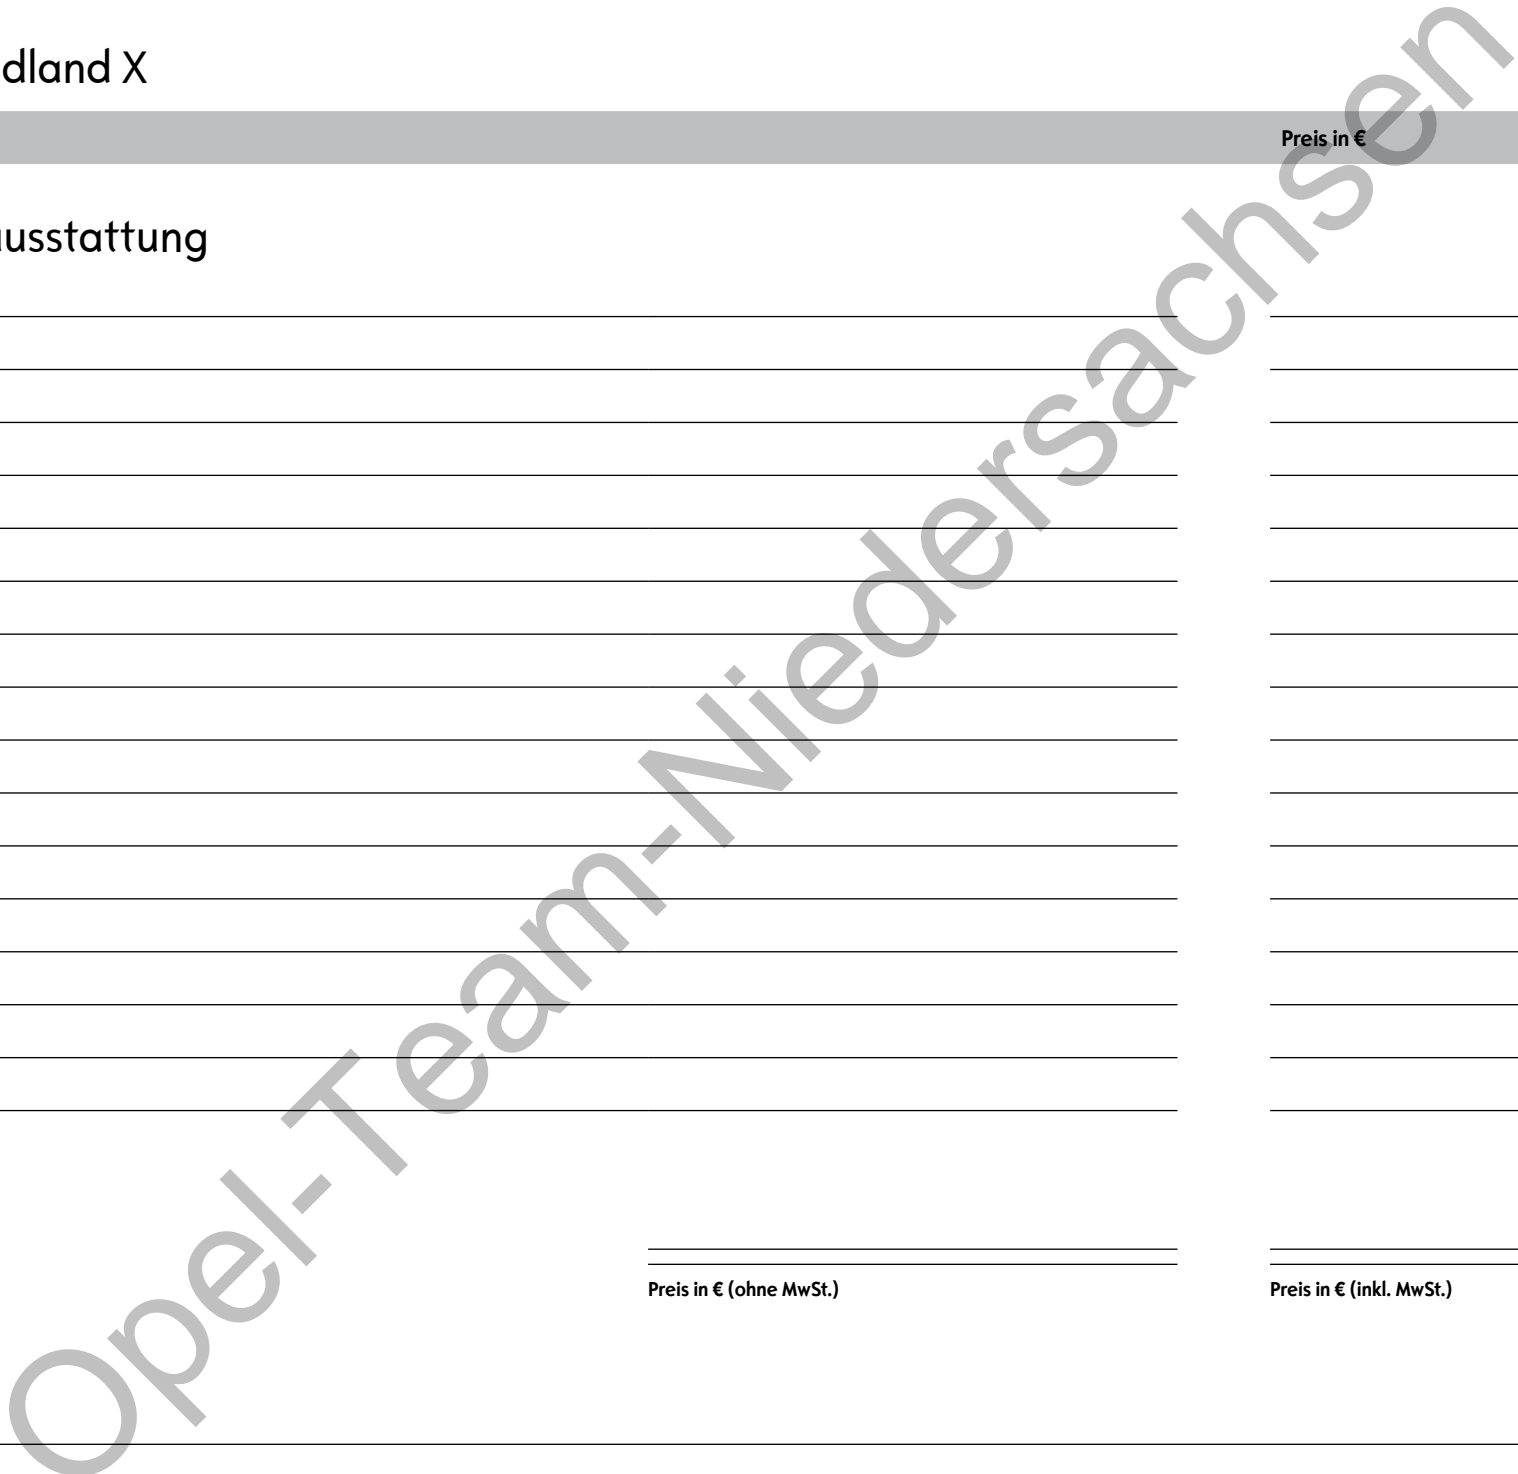 dland X
Preis in €
usstattung
Preis in € (ohne MwSt.) Preis in € (inkl. MwSt.)
Opel-Team-Niedersachsen